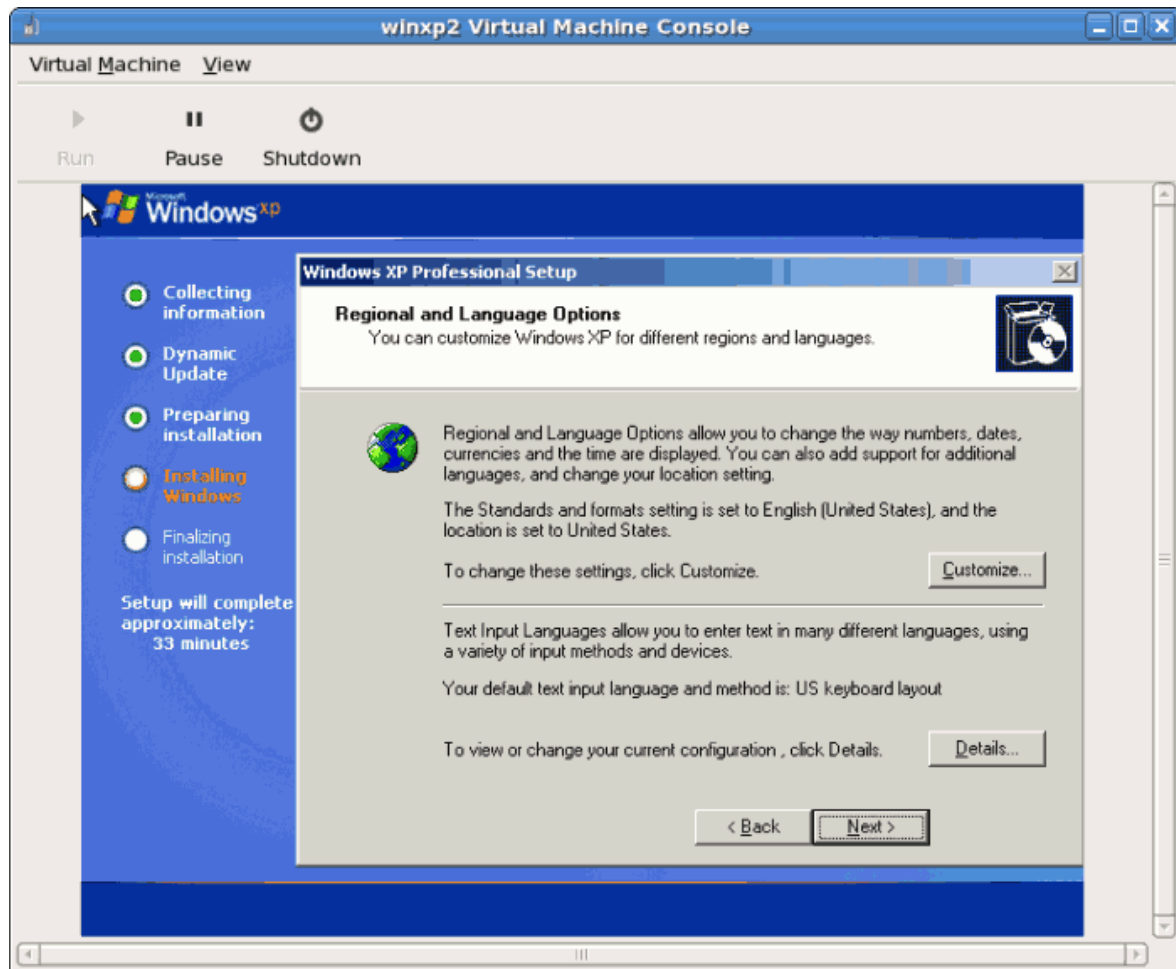 winxp2 Virtual Machine Console
Virtual Machine View
Run Pause Shutdown
Microsoft
Windows xp
Windows XP Professional Setup
Regional and Language Options
You can customize Windows XP for different regions and languages.
Collecting
information
Dynamic
Update
Preparing
installation
Installing
Windows
Finalizing
installation
Setup will complete
approximately:
33 minutes
Regional and Language Options allow you to change the way numbers, dates,
currencies and the time are displayed. You can also add support for additional
languages, and change your location setting.
The Standards and formats setting is set to English (United States), and the
location is set to United States.
To change these settings, click Customize.
Customize...
Text Input Languages allow you to enter text in many different languages, using
a variety of input methods and devices.
Your default text input language and method is: US keyboard layout
To view or change your current configuration , click Details.
Details...
< Back Next >